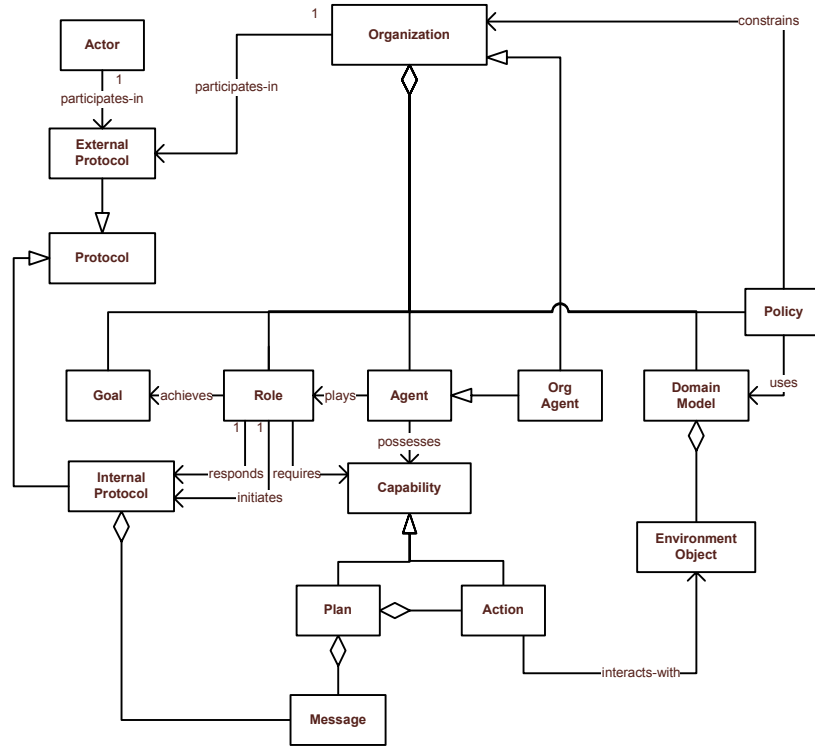 1
Organization
constrains
Actor
1
participates-in
participates-in
External
Protocol
Protocol
Policy
Goal
achieves
Role
plays
Agent
Org
Agent
Domain
Model
uses
1
1
possesses
Internal
Protocol
responds
requires
initiates
Capability
Environment
Object
Plan
Action
interacts-with
Message